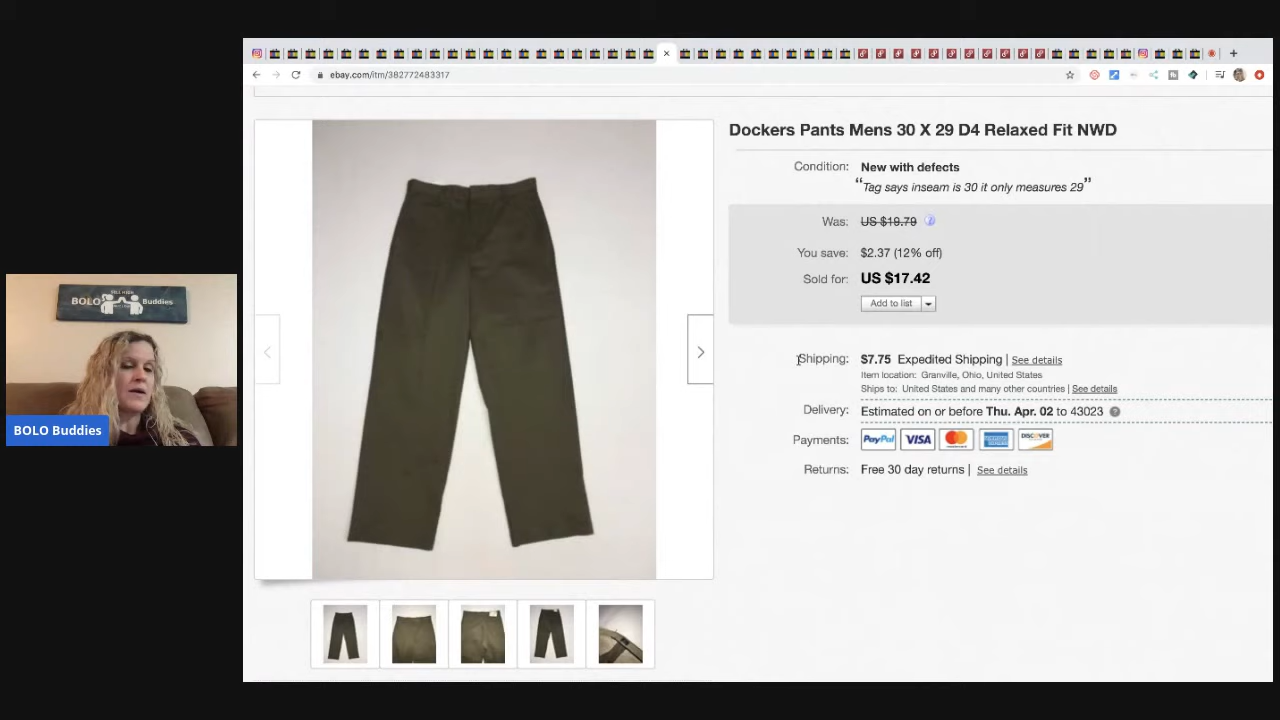 ebay.com/itm/382772483317
Dockers Pants Mens 30 X 29 D4 Relaxed Fit NWD
Condition: New with defects
“Tag says inseam is 30 it only measures 29”
Was: US $19.79
You save: $2.37 (12% off)
Sold for: US $17.42
Add to list
Shipping: $7.75 Expedited Shipping | See details
Item location: Granville, Ohio, United States
Ships to: United States and many other countries | See details
Delivery: Estimated on or before Thu. Apr. 02 to 43023
Payments: PayPal VISA MasterCard AMERICAN EXPRESS DISCOVER
Returns: Free 30 day returns | See details
BOLO Buddies
BOLO Buddies